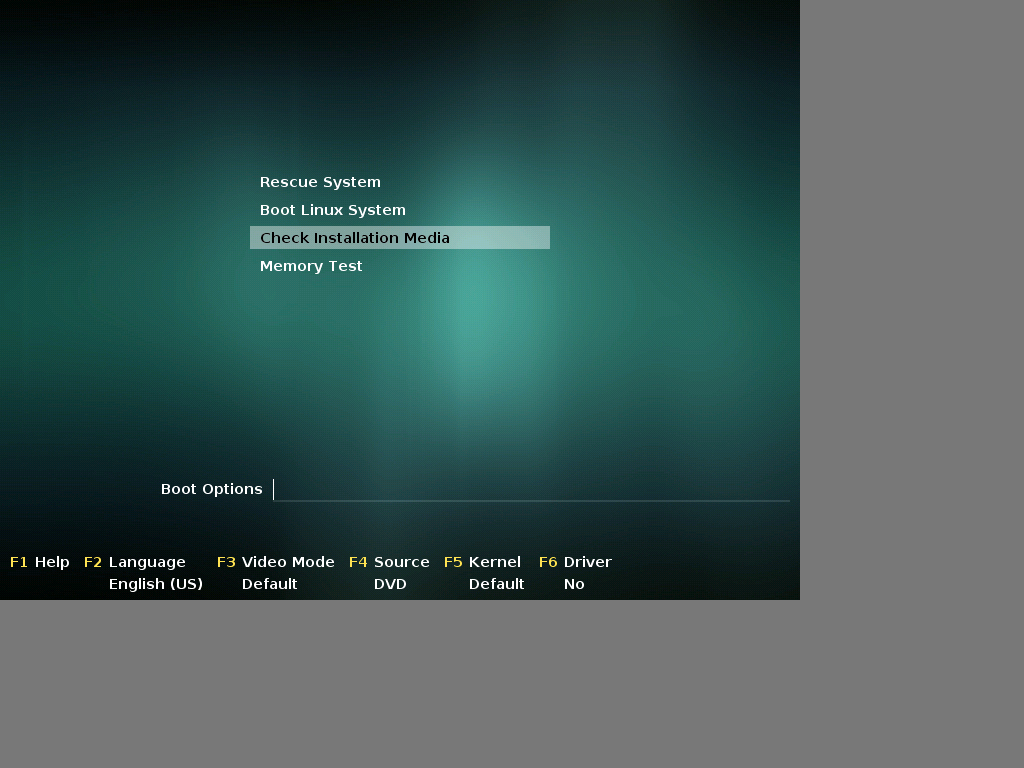 Rescue System
Boot Linux System
Check Installation Media
Memory Test
Boot Options
F1 Help F2 Language F3 Video Mode F4 Source F5 Kernel F6 Driver
English (US) Default DVD Default No